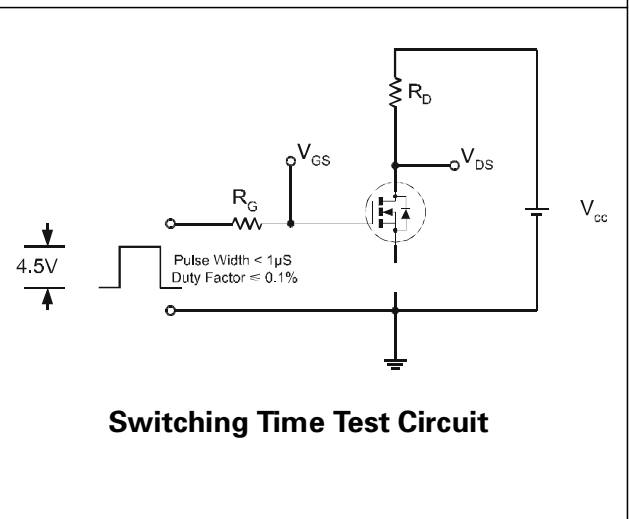 R_D
V_GS
V_DS
R_G
V_cc
4.5V
Pulse Width < 1µS
Duty Factor ≤ 0.1%
Switching Time Test Circuit